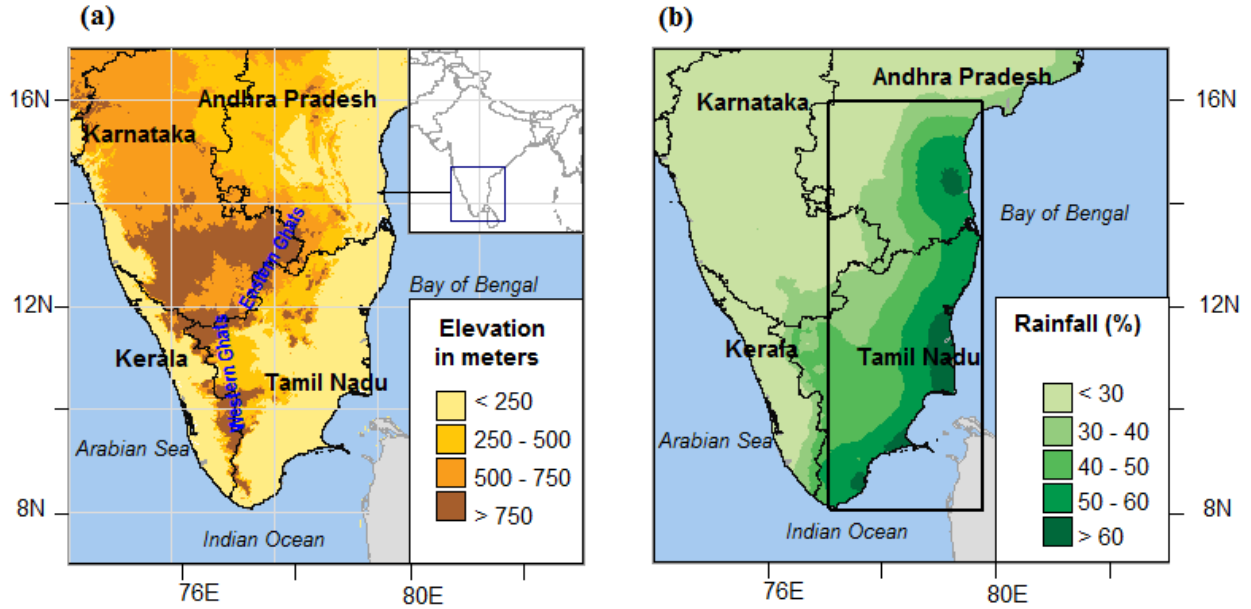 (a)
16N
12N
8N
76E
80E
Andhra Pradesh
Karnataka
Eastern Ghats
Bay of Bengal
Kerala
Western Ghats
Tamil Nadu
Arabian Sea
Indian Ocean
Elevation
in meters
< 250
250 - 500
500 - 750
> 750
(b)
Andhra Pradesh
Karnataka
16N
Bay of Bengal
12N
Kerala
Tamil Nadu
Arabian Sea
Indian Ocean
8N
76E
80E
Rainfall (%)
< 30
30 - 40
40 - 50
50 - 60
> 60